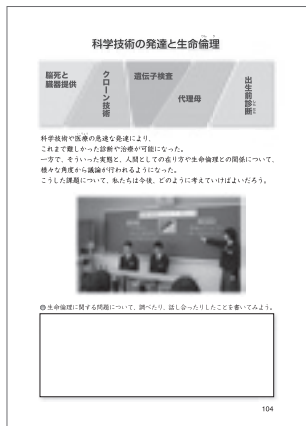 科学技術の発達と生命倫理
脳死と
臓器提供
クローン技術
遺伝子検査
代理母
出生前診断
科学技術や医療の急速な発達により,
これまで難しかった診断や治療が可能になった。
一方で, そういった実態と, 人間としての在り方や生命倫理との関係について,
様々な角度から議論が行われるようになった。
こうした課題について, 私たちは今後, どのように考えていけばよいだろう。
生命倫理に関する問題について, 調べたり, 話し合ったりしたことを書いてみよう。
104